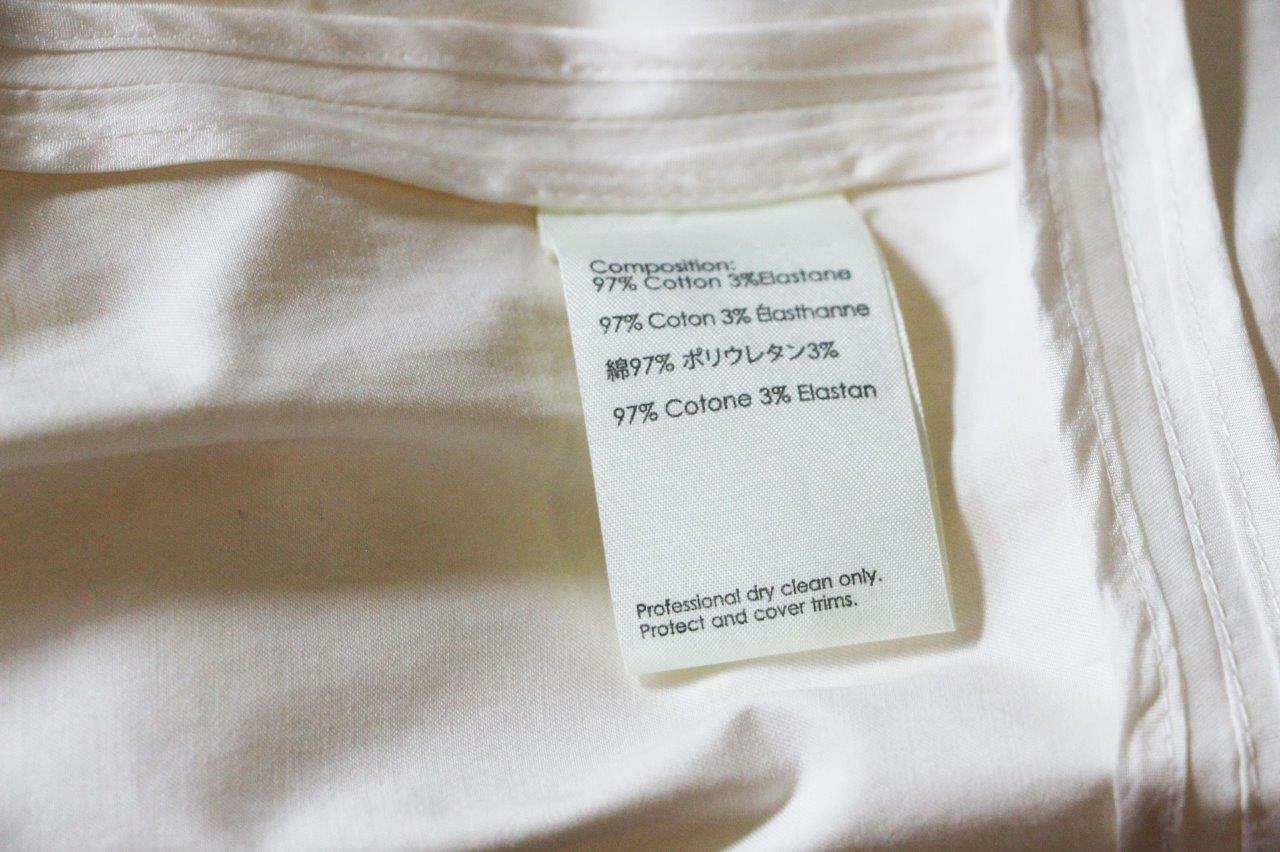 Composition:
97% Cotton 3%Elastane
97% Coton 3% Élasthanne
綿97% ポリウレタン3%
97% Cotone 3% Elastan
Professional dry clean only.
Protect and cover trims.